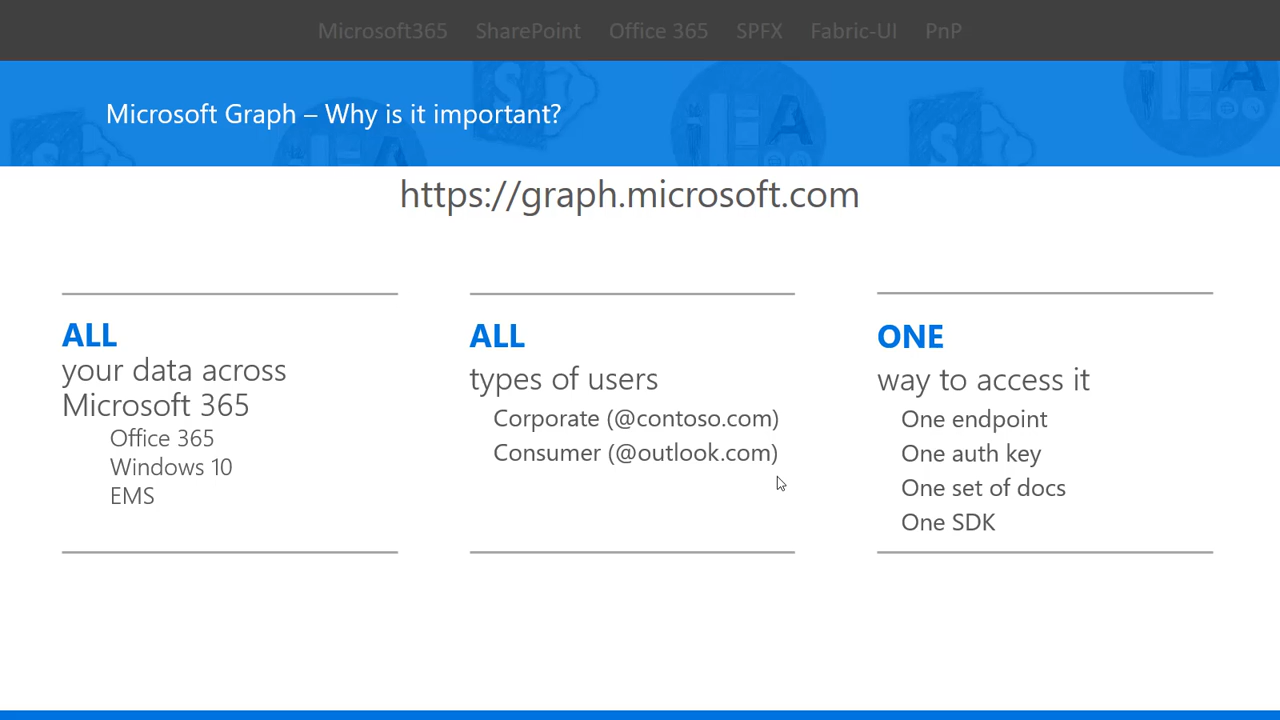 Microsoft365 SharePoint Office 365 SPFX Fabric-UI PnP
Microsoft Graph – Why is it important?
https://graph.microsoft.com
ALL
your data across
Microsoft 365
Office 365
Windows 10
EMS
ALL
types of users
Corporate (@contoso.com)
Consumer (@outlook.com)
ONE
way to access it
One endpoint
One auth key
One set of docs
One SDK